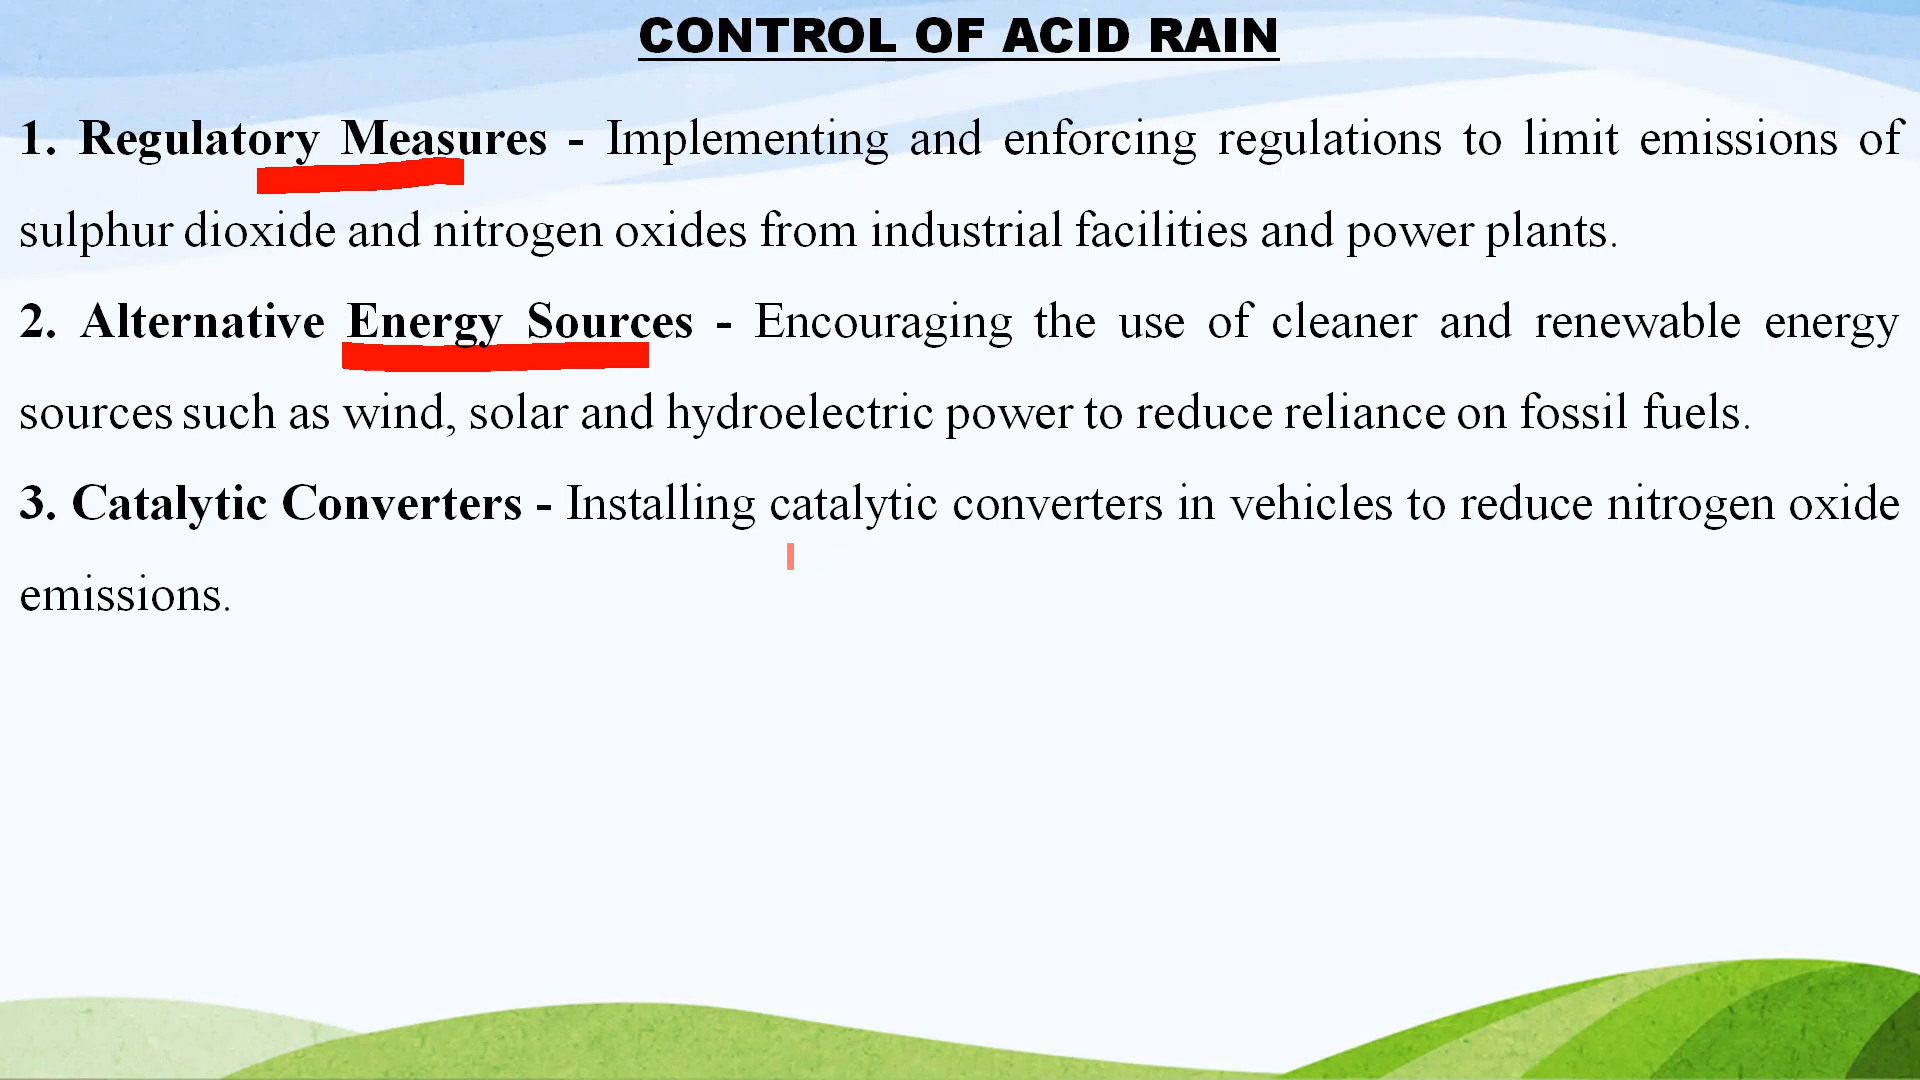 CONTROL OF ACID RAIN
1. Regulatory Measures - Implementing and enforcing regulations to limit emissions of
sulphur dioxide and nitrogen oxides from industrial facilities and power plants.
2. Alternative Energy Sources - Encouraging the use of cleaner and renewable energy
sources such as wind, solar and hydroelectric power to reduce reliance on fossil fuels.
3. Catalytic Converters - Installing catalytic converters in vehicles to reduce nitrogen oxide
emissions.